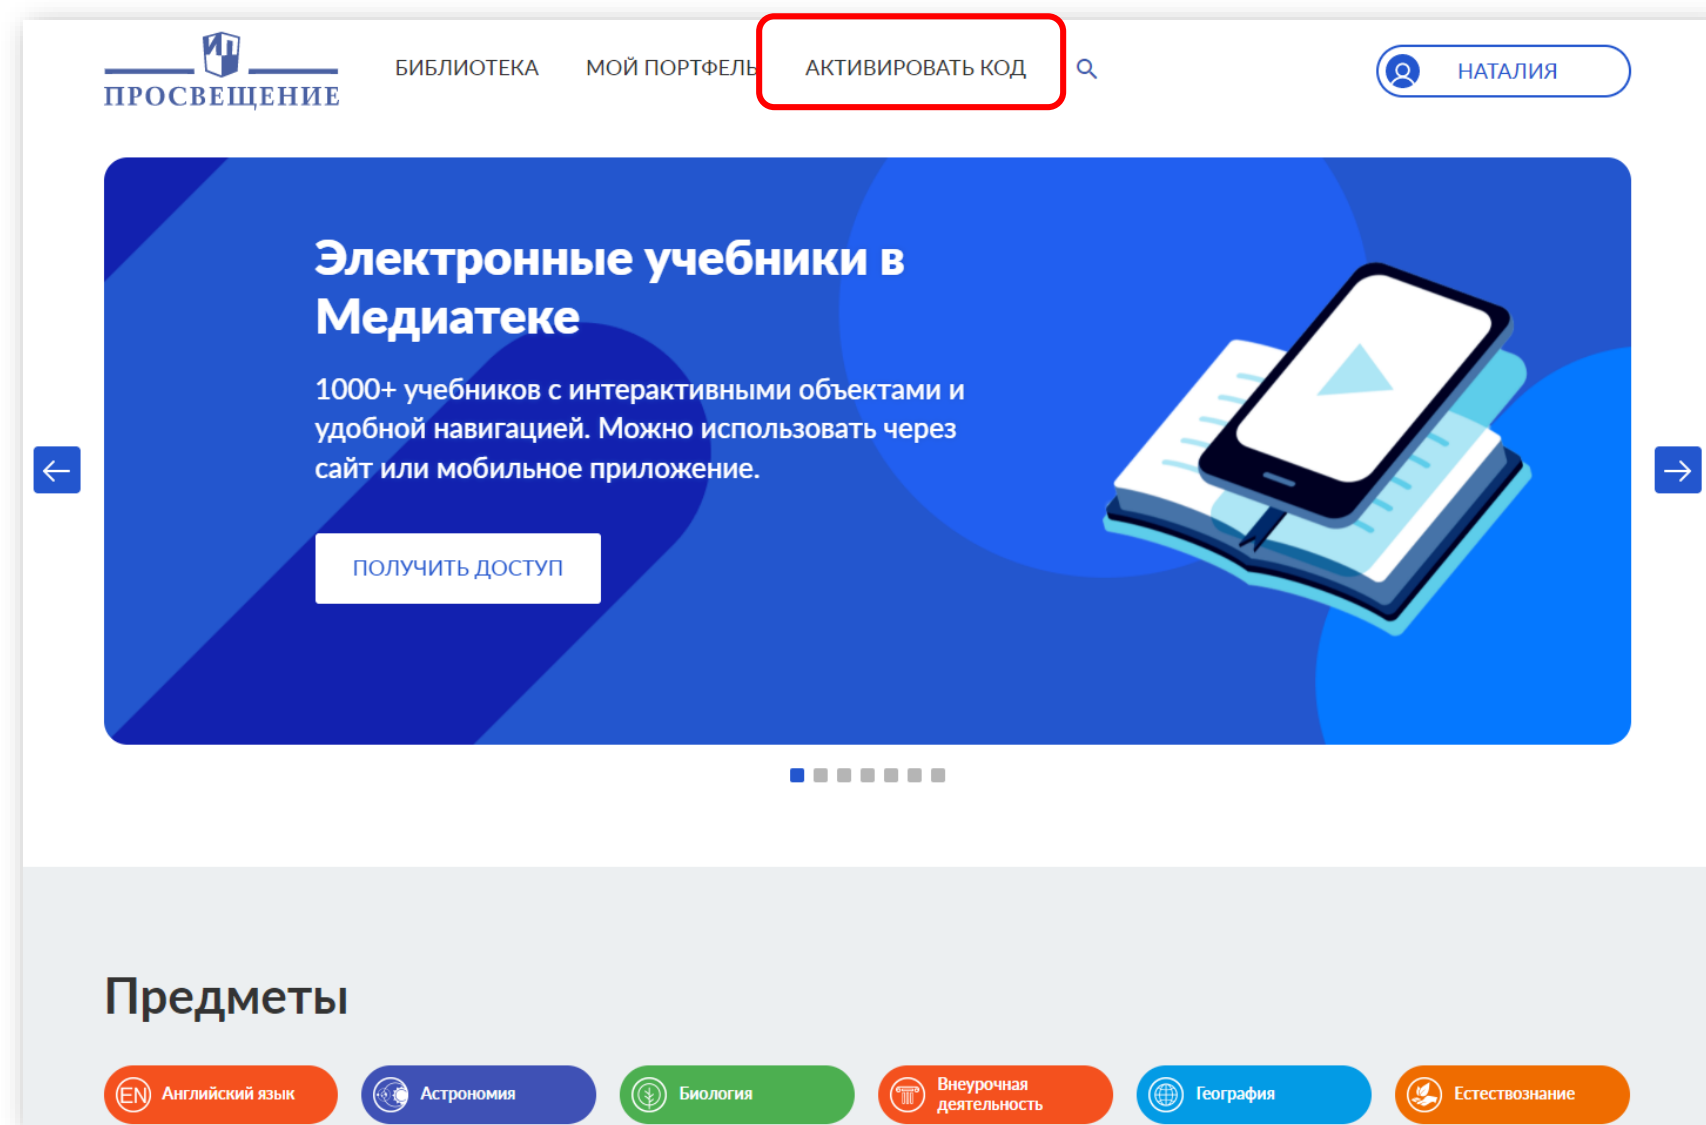 ИП
ПРОСВЕЩЕНИЕ
БИБЛИОТЕКА
МОЙ ПОРТФЕЛЬ
АКТИВИРОВАТЬ КОД
НАТАЛИЯ
Электронные учебники в
Медиатеке
1000+ учебников с интерактивными объектами и
удобной навигацией. Можно использовать через
сайт или мобильное приложение.
ПОЛУЧИТЬ ДОСТУП
Предметы
EN Английский язык
Астрономия
Биология
Внеурочная
деятельность
География
Естествознание